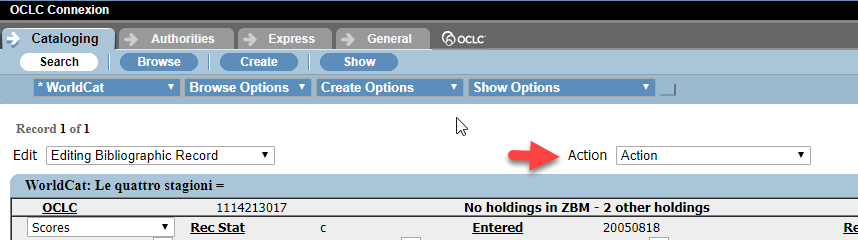 OCLC Connexion
Cataloging Authorities Express General OCLC
Search Browse Create Show
* WorldCat Browse Options Create Options Show Options
Record 1 of 1
Edit Editing Bibliographic Record Action Action
WorldCat: Le quattro stagioni =
OCLC 1114213017 No holdings in ZBM - 2 other holdings
Scores Rec Stat c Entered 20050818 Re